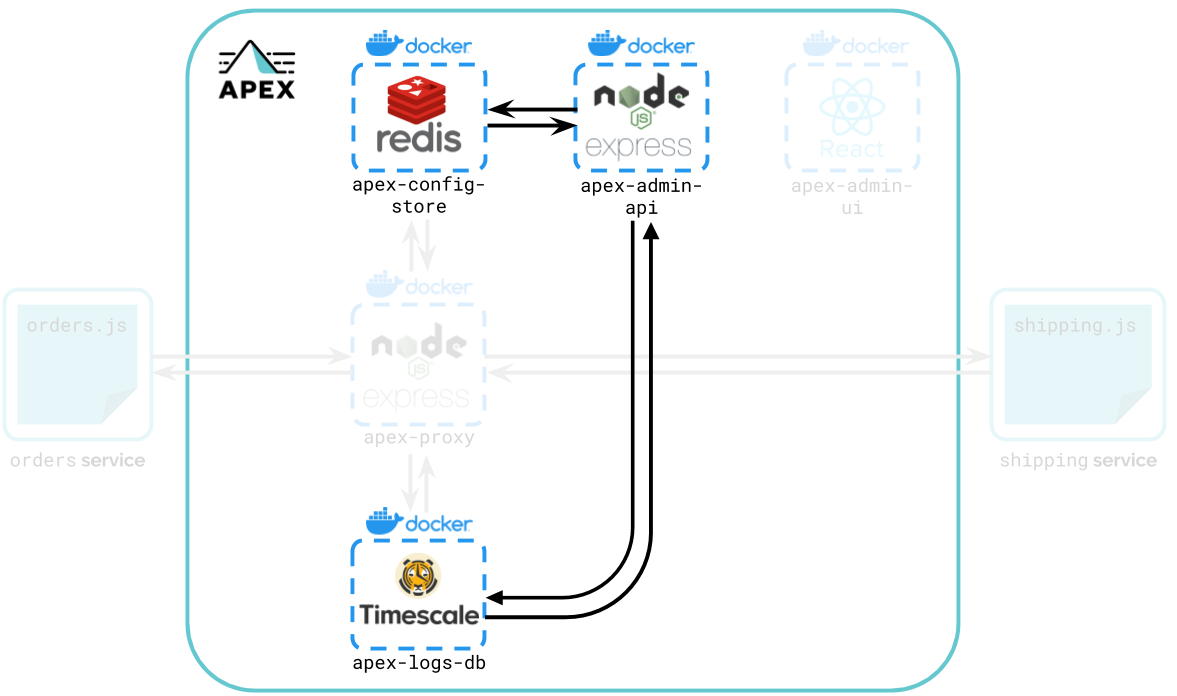 docker
docker
docker
APEX
redis
node
JS
express
React
apex-config-
store
apex-admin-
api
apex-admin-
ui
docker
orders.js
node
JS
express
shipping.js
apex-proxy
orders service
shipping service
docker
Timescale
apex-logs-db